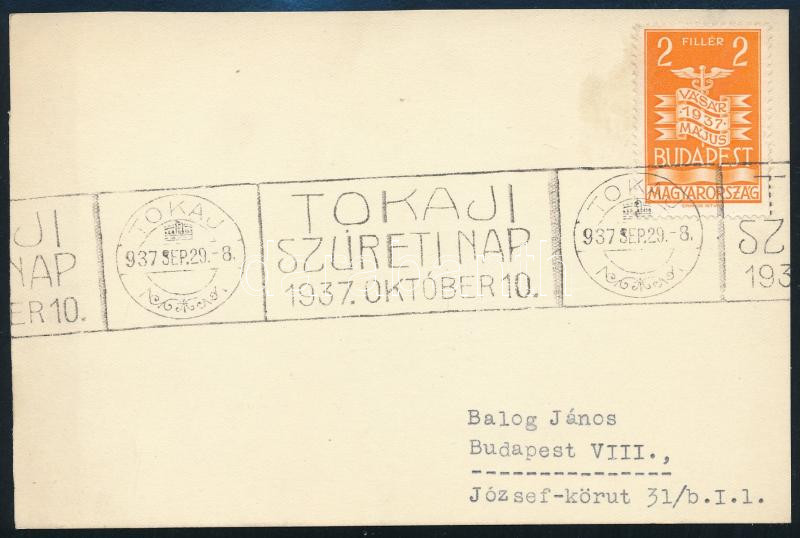 2 FILLÉR 2
VÁSÁR
1937
MÁJUS
BUDAPEST
MAGYARORSZÁG
JI
NAP
ER 10.
TOKAJ
937 SEP.29.-8.
TOKAJI
SZÜRETI NAP
1937. OKTÓBER 10.
TOKAJ
937 SEP.29.-8.
T
SZ
193
Balog János
Budapest VIII.,
József-körut 31/b.I.1.